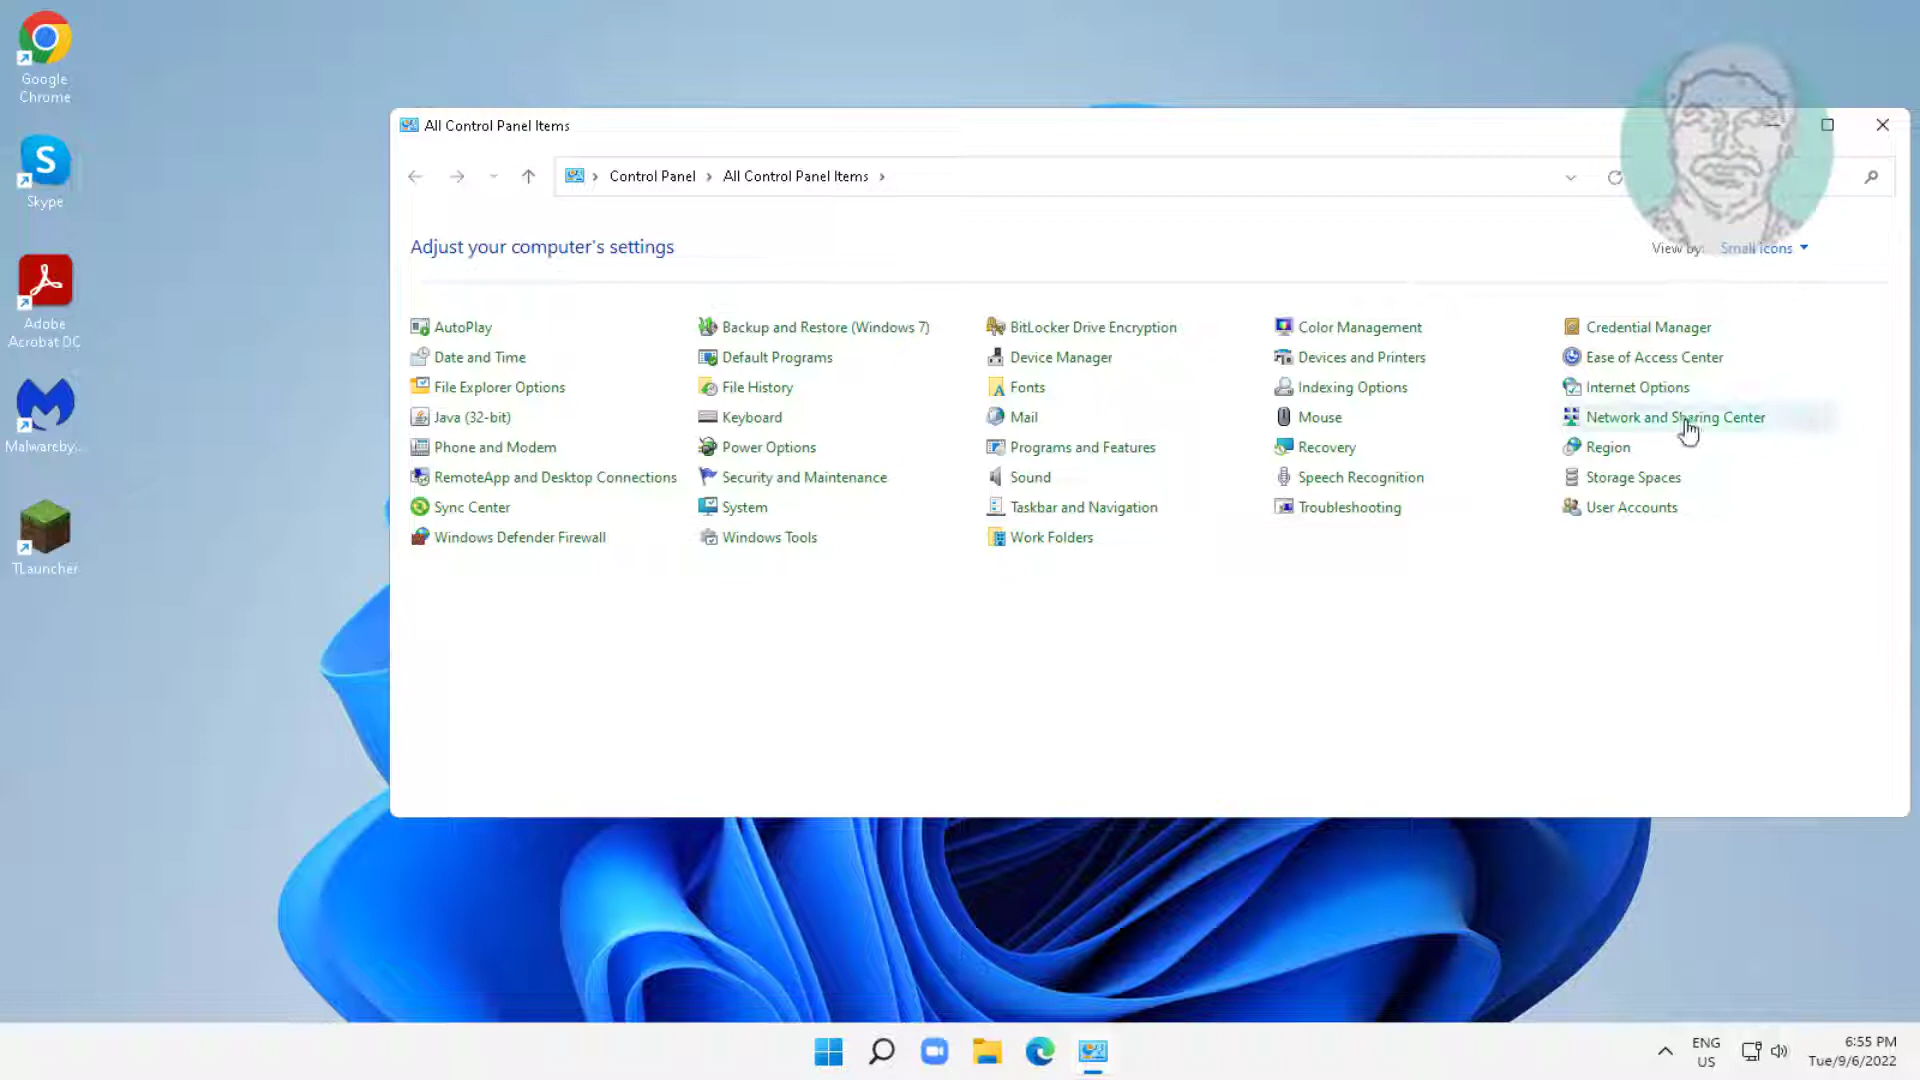 Google
Chrome
Skype
Adobe
Acrobat DC
Malwareby...
TLauncher
All Control Panel Items
Control Panel > All Control Panel Items >
Adjust your computer's settings
View by: Small icons
AutoPlay
Backup and Restore (Windows 7)
BitLocker Drive Encryption
Color Management
Credential Manager
Date and Time
Default Programs
Device Manager
Devices and Printers
Ease of Access Center
File Explorer Options
File History
Fonts
Indexing Options
Internet Options
Java (32-bit)
Keyboard
Mail
Mouse
Network and Sharing Center
Phone and Modem
Power Options
Programs and Features
Recovery
Region
RemoteApp and Desktop Connections
Security and Maintenance
Sound
Speech Recognition
Storage Spaces
Sync Center
System
Taskbar and Navigation
Troubleshooting
User Accounts
Windows Defender Firewall
Windows Tools
Work Folders
ENG
US
6:55 PM
Tue/9/6/2022